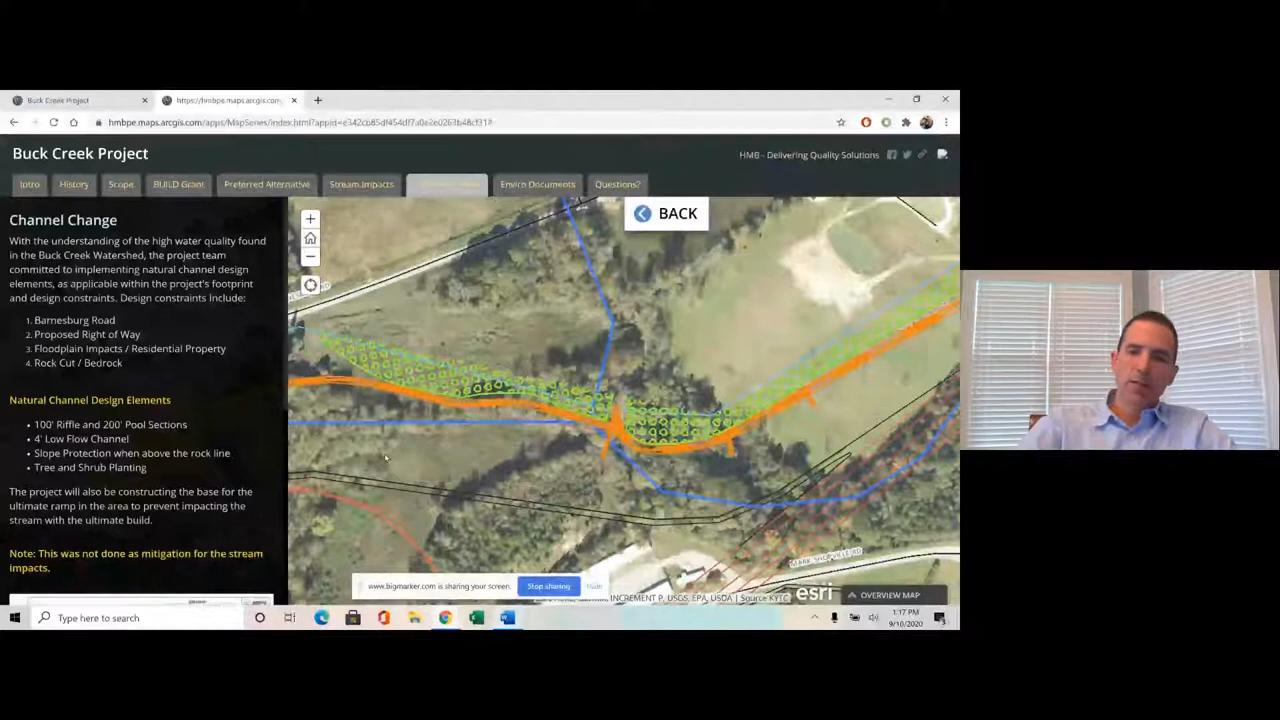 Buck Creek Project
https://hmbpe.maps.arcgis.com
Buck Creek Project
HMB - Delivering Quality Solutions
Intro
History
Scope
BUILD Grant
Preferred Alternative
Stream Impacts
Enviro Documents
Questions?
Channel Change
With the understanding of the high water quality found
in the Buck Creek Watershed, the project team
committed to implementing natural channel design
elements, as applicable within the project's footprint
and design constraints. Design constraints include:
1. Barnesburg Road
2. Proposed Right of Way
3. Floodplain Impacts / Residential Property
4. Rock Cut / Bedrock
Natural Channel Design Elements
• 100' Riffle and 200' Pool Sections
• 4' Low Flow Channel
• Slope Protection when above the rock line
• Tree and Shrub Planting
The project will also be constructing the base for the
ultimate ramp in the area to prevent impacting the
stream with the ultimate build.
Note: This was not done as mitigation for the stream
impacts.
BACK
RD
www.bigmarker.com is sharing your screen.
Stop sharing
Hide
INCREMENT P, USGS, EPA, USDA | Source KYTC
esri
OVERVIEW MAP
Type here to search
1:17 PM
9/10/2020